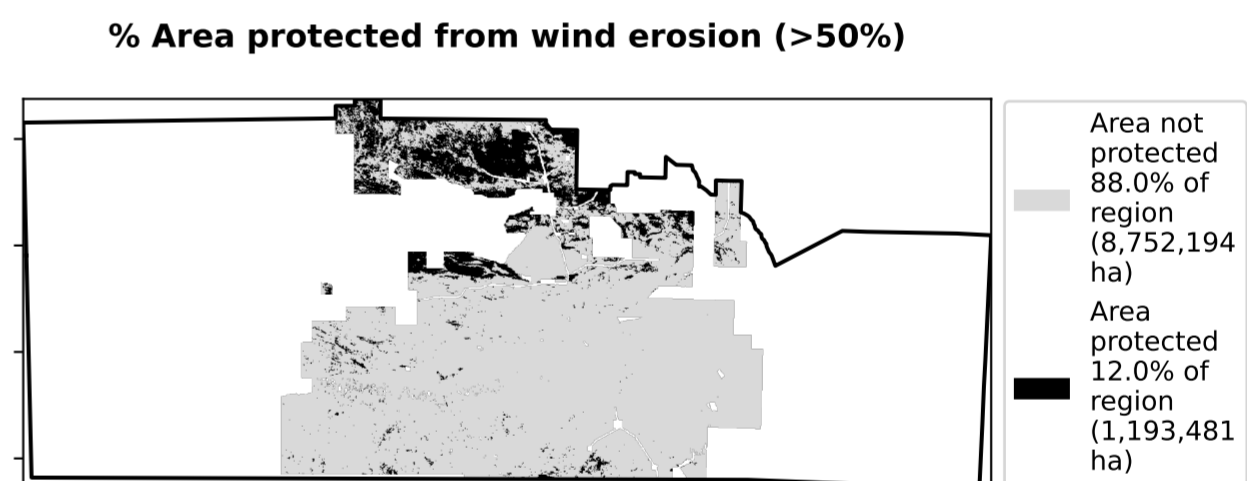 % Area protected from wind erosion (>50%)
Area not
protected
88.0% of
region
(8,752,194
ha)
Area
protected
12.0% of
region
(1,193,481
ha)